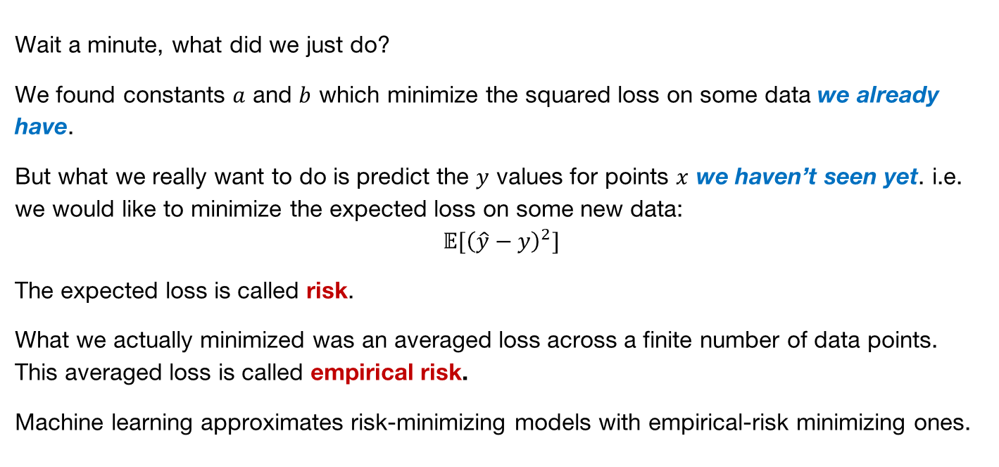 Wait a minute, what did we just do?
We found constants a and b which minimize the squared loss on some data we already
have.
But what we really want to do is predict the y values for points x we haven’t seen yet. i.e.
we would like to minimize the expected loss on some new data:
𝔼[(ŷ − y)²]
The expected loss is called risk.
What we actually minimized was an averaged loss across a finite number of data points.
This averaged loss is called empirical risk.
Machine learning approximates risk-minimizing models with empirical-risk minimizing ones.